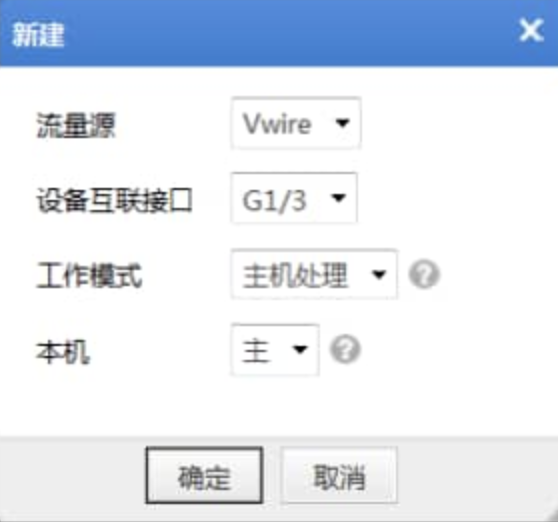 新建
流量源 Vwire
设备互联接口 G1/3
工作模式 主机处理 ?
本机 主 ?
确定 取消